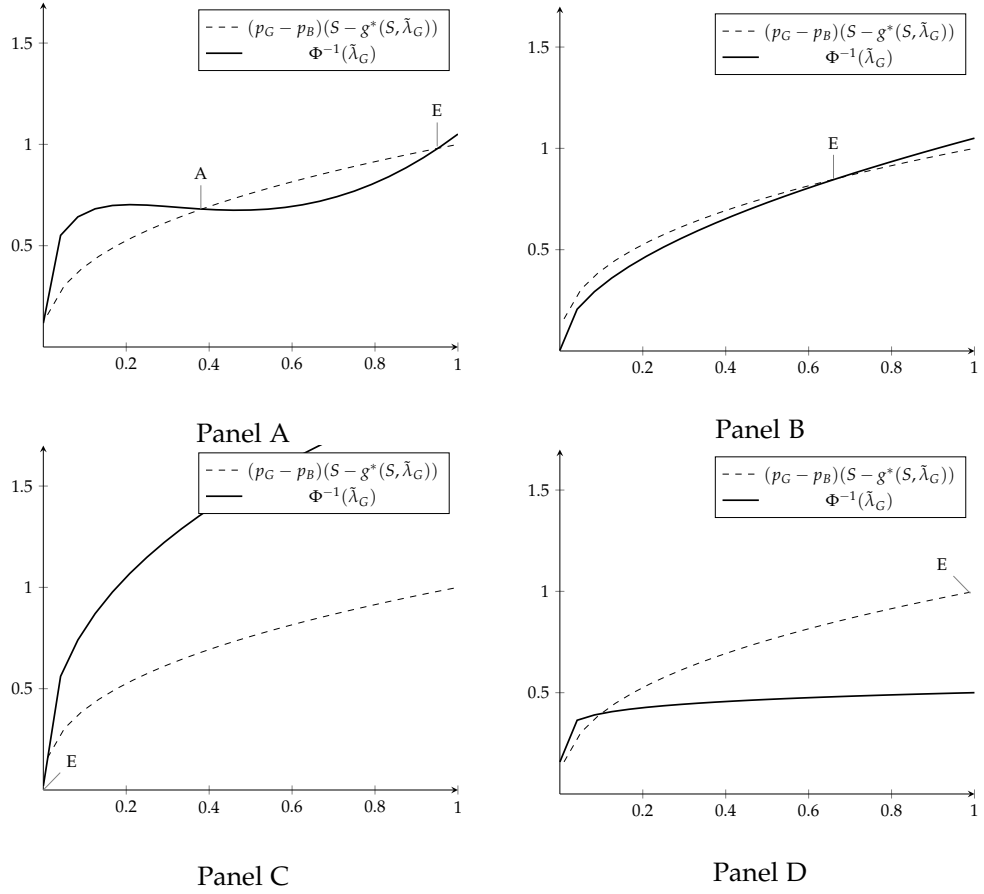 (p_G − p_B)(S − g*(S, λ̃_G))
Φ⁻¹(λ̃_G)
1.5
1
0.5
A
E
0.2 0.4 0.6 0.8 1
Panel A
(p_G − p_B)(S − g*(S, λ̃_G))
Φ⁻¹(λ̃_G)
1.5
1
0.5
E
0.2 0.4 0.6 0.8 1
Panel B
(p_G − p_B)(S − g*(S, λ̃_G))
Φ⁻¹(λ̃_G)
1.5
1
0.5
E
0.2 0.4 0.6 0.8 1
Panel C
(p_G − p_B)(S − g*(S, λ̃_G))
Φ⁻¹(λ̃_G)
1.5
E
1
0.5
0.2 0.4 0.6 0.8 1
Panel D